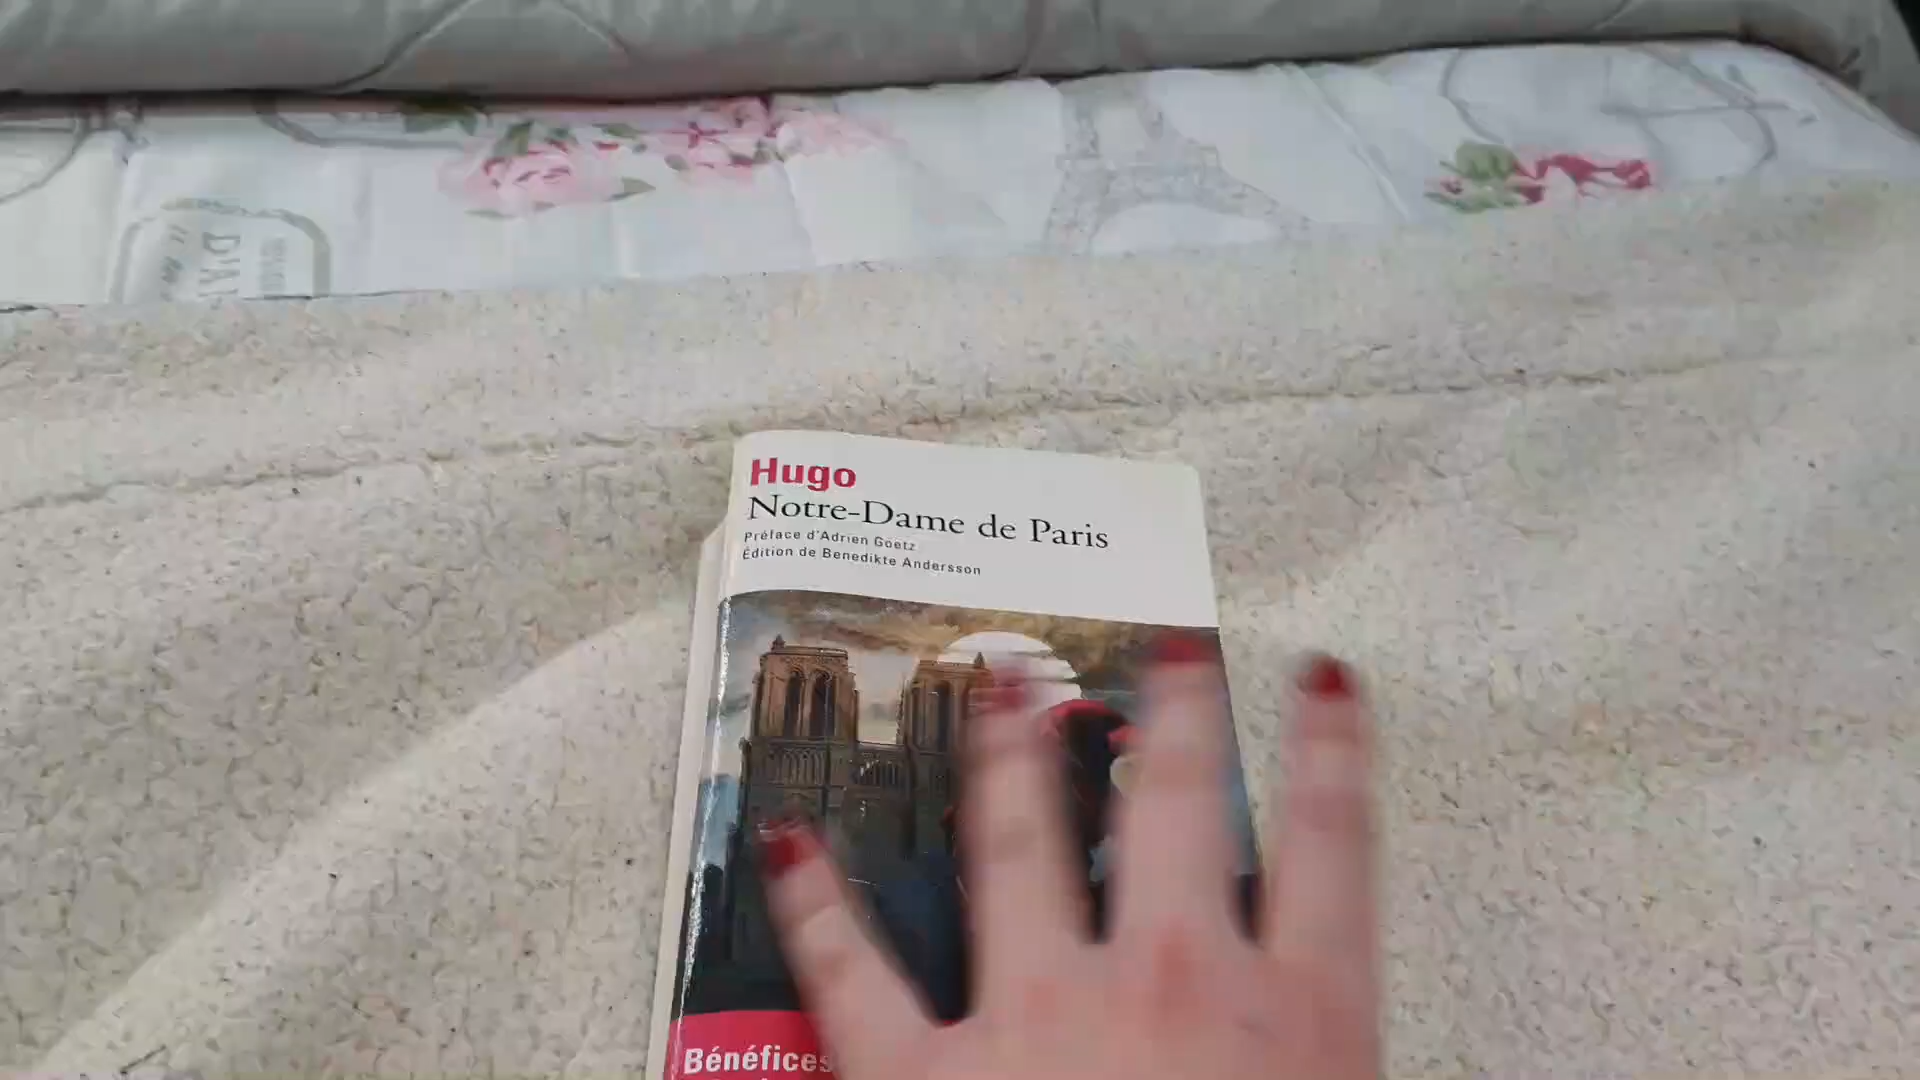 D'A
Hugo
Notre-Dame de Paris
Préface d'Adrien Goetz
Édition de Benedikte Andersson
Bénéfices